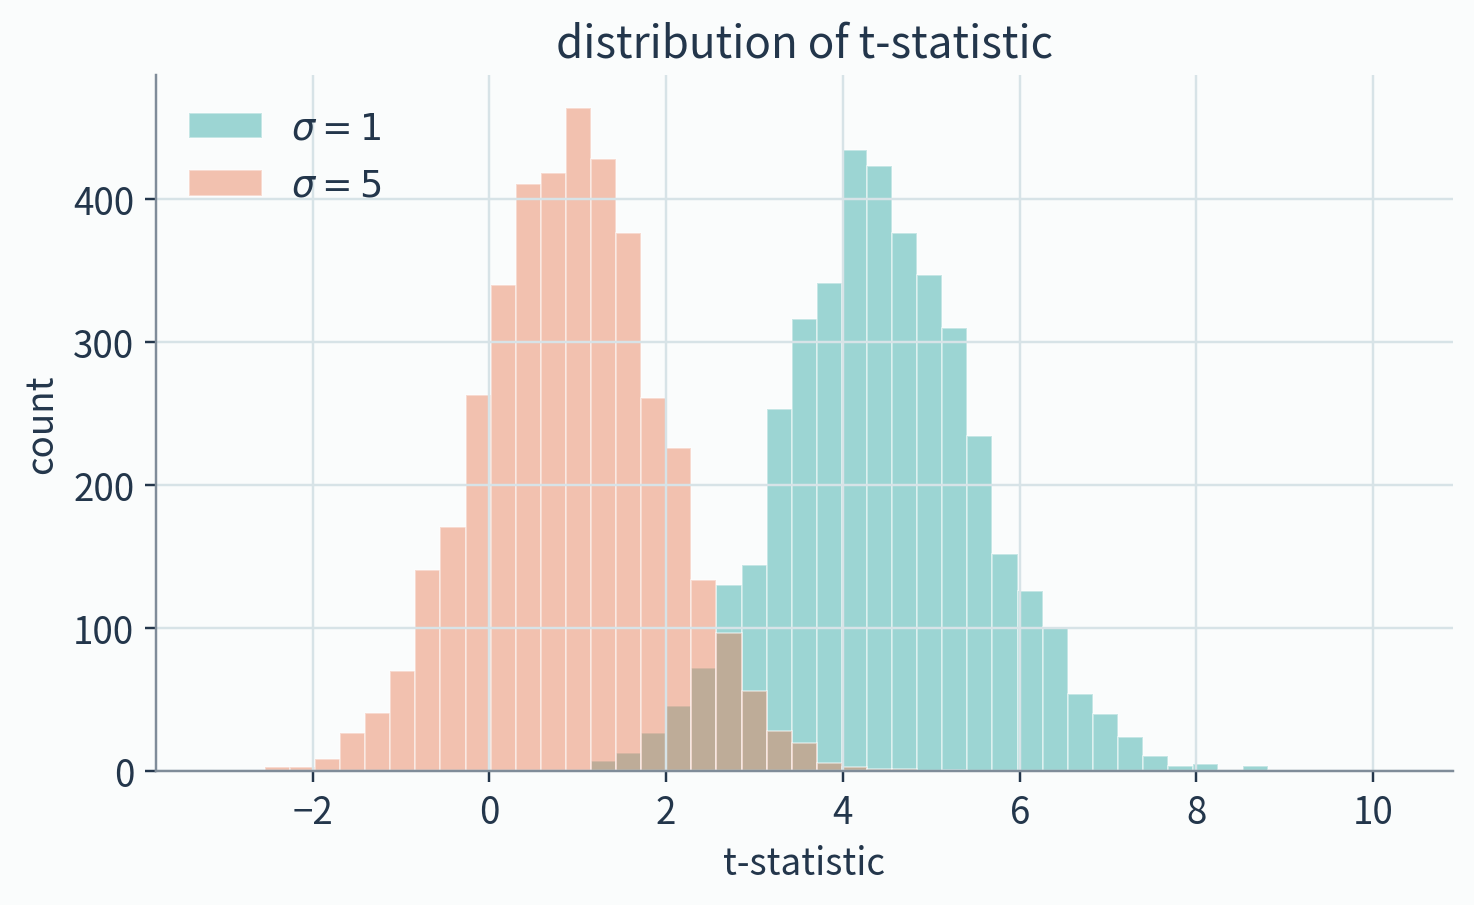 distribution of t-statistic
σ = 1
σ = 5
400
300
200
100
0
count
−2 0 2 4 6 8 10
t-statistic